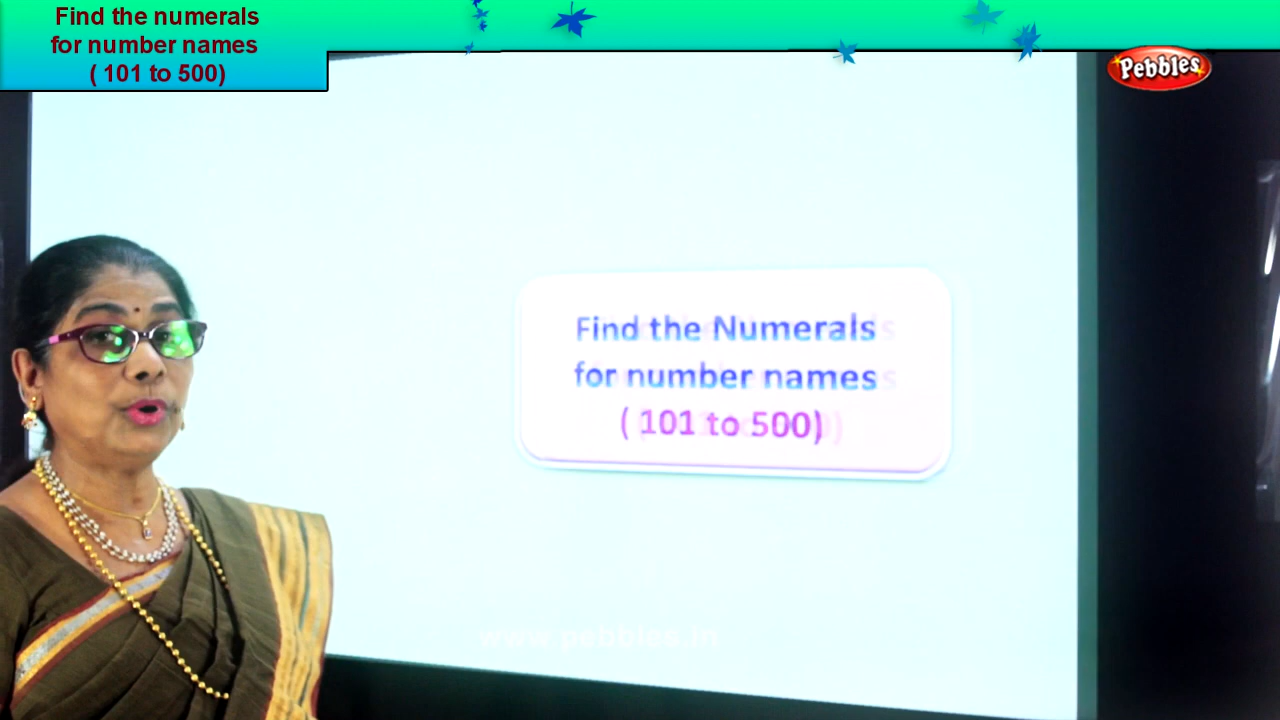 Find the numerals
for number names
( 101 to 500)
Pebbles
Find the Numerals
for number names
( 101 to 500)
www.pebbles.in